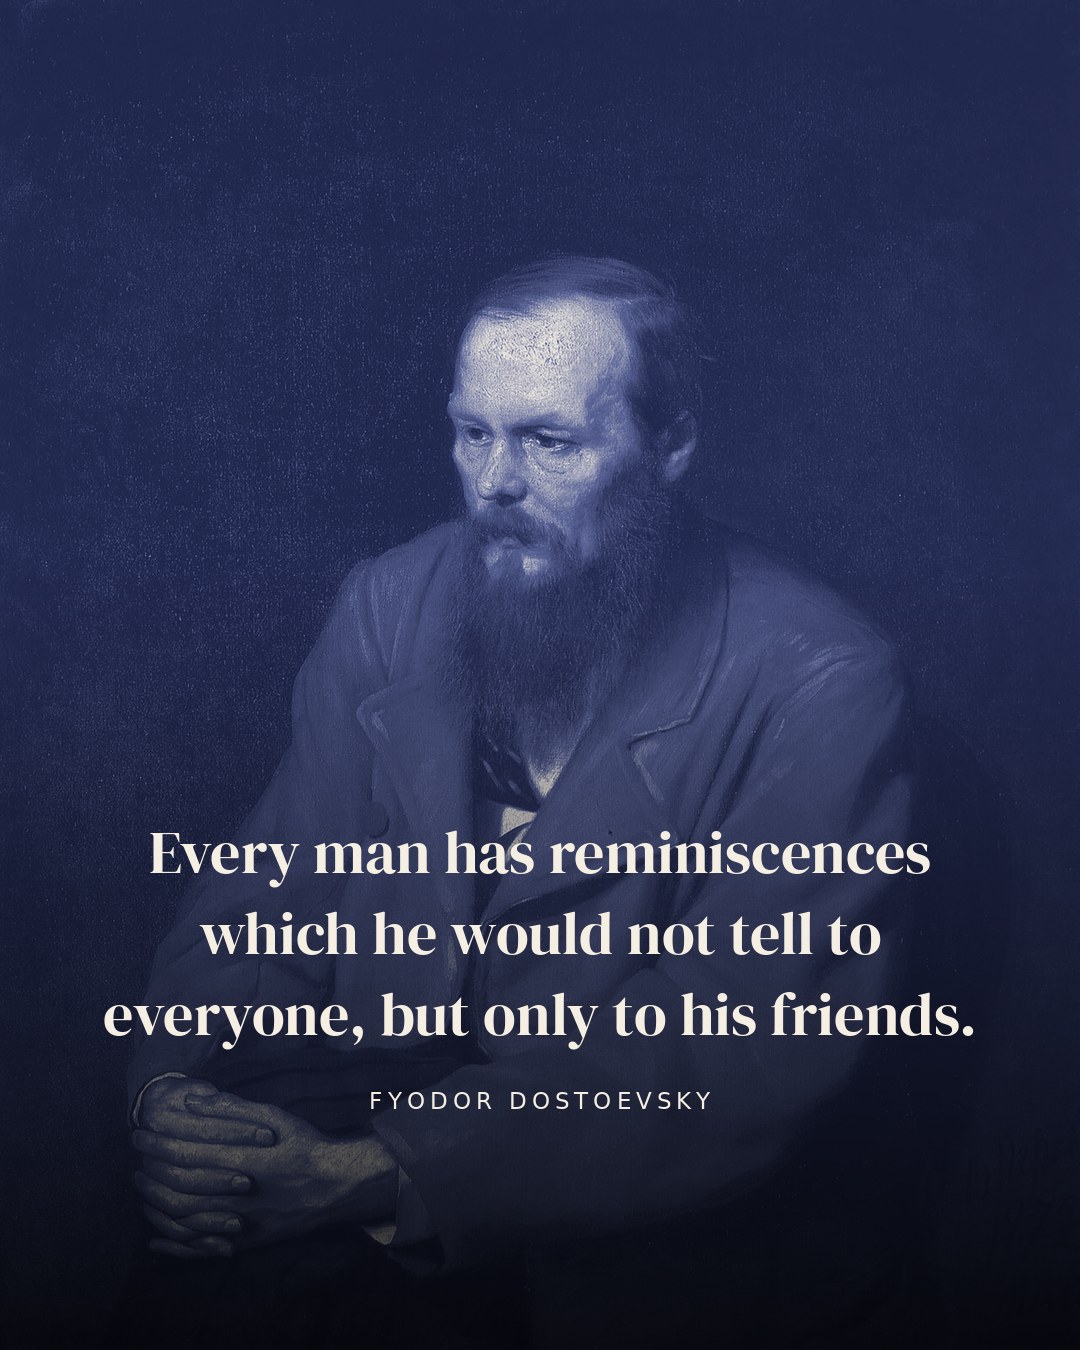 Every man has reminiscences
which he would not tell to
everyone, but only to his friends.
FYODOR DOSTOEVSKY